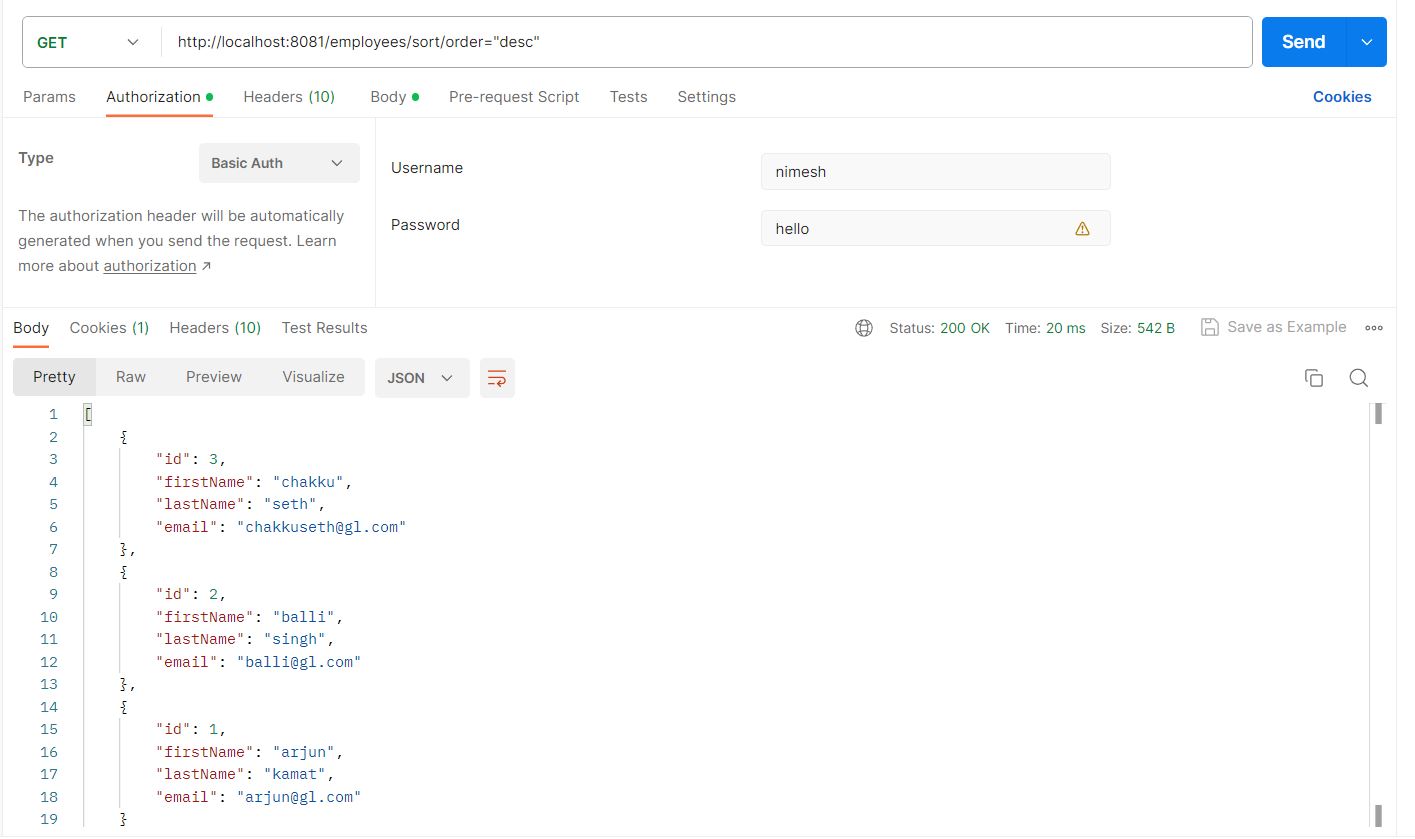 GET http://localhost:8081/employees/sort/order="desc" Send
Params Authorization Headers (10) Body Pre-request Script Tests Settings Cookies
Type Basic Auth
The authorization header will be automatically
generated when you send the request. Learn
more about authorization ↗
Username nimesh
Password hello
Body Cookies (1) Headers (10) Test Results Status: 200 OK Time: 20 ms Size: 542 B Save as Example
Pretty Raw Preview Visualize JSON
1 [
2 {
3 "id": 3,
4 "firstName": "chakku",
5 "lastName": "seth",
6 "email": "chakkuseth@gl.com"
7 },
8 {
9 "id": 2,
10 "firstName": "balli",
11 "lastName": "singh",
12 "email": "balli@gl.com"
13 },
14 {
15 "id": 1,
16 "firstName": "arjun",
17 "lastName": "kamat",
18 "email": "arjun@gl.com"
19 }